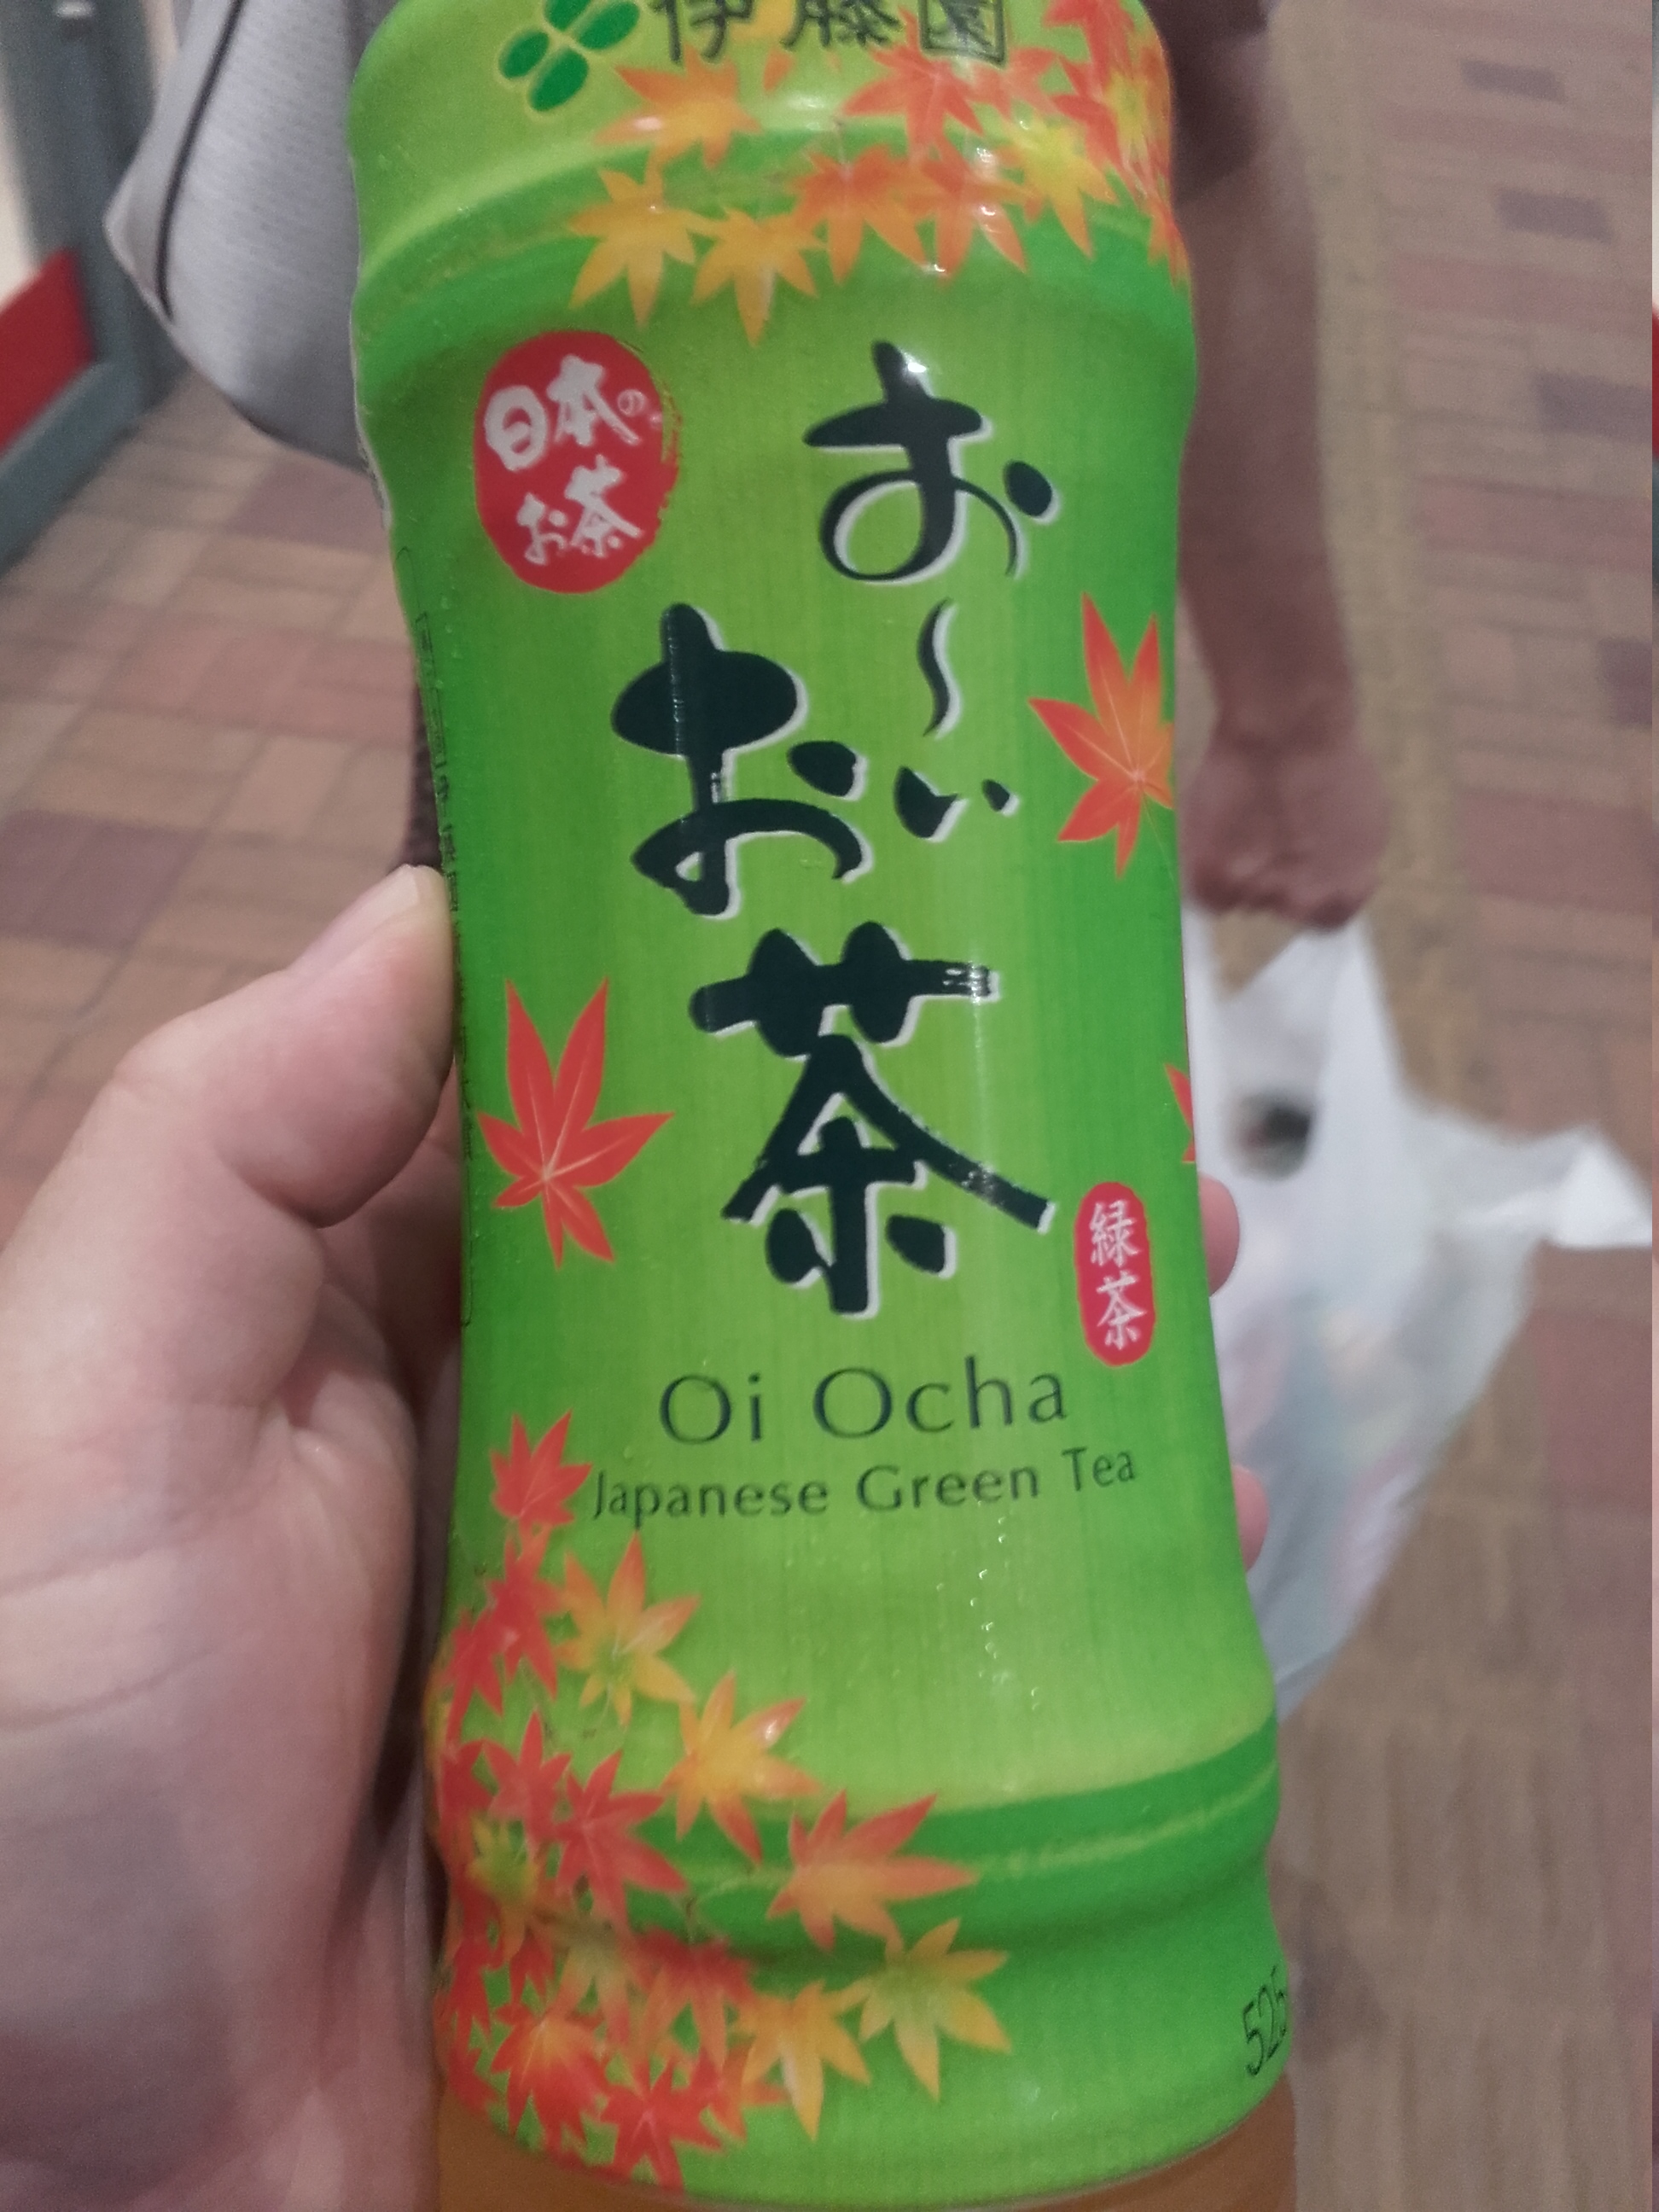 伊藤園
日本の
お茶
お～い
お茶
緑茶
Oi Ocha
Japanese Green Tea
525